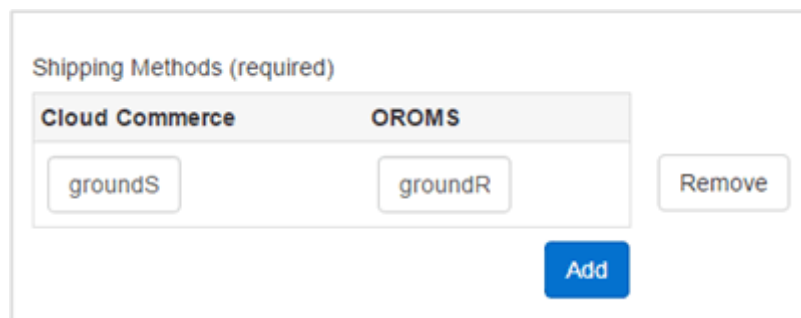 Shipping Methods (required)
Cloud Commerce OROMS
groundS groundR Remove
Add